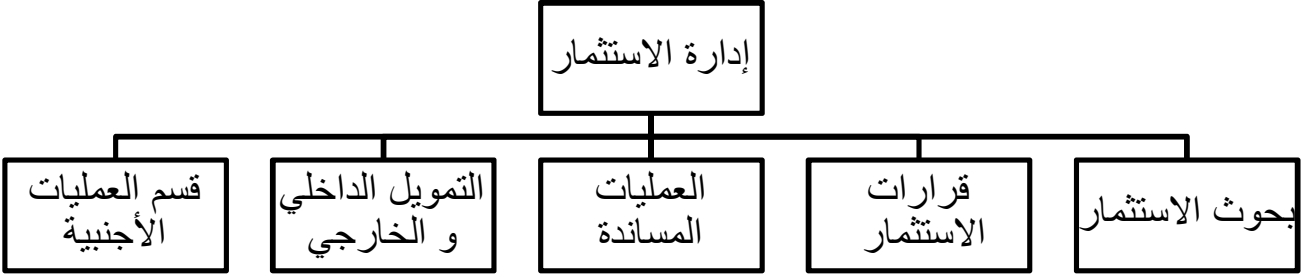 إدارة الاستثمار
بحوث الاستثمار
قرارات
الاستثمار
العمليات
المساندة
التمويل الداخلي
و الخارجي
قسم العمليات
الأجنبية